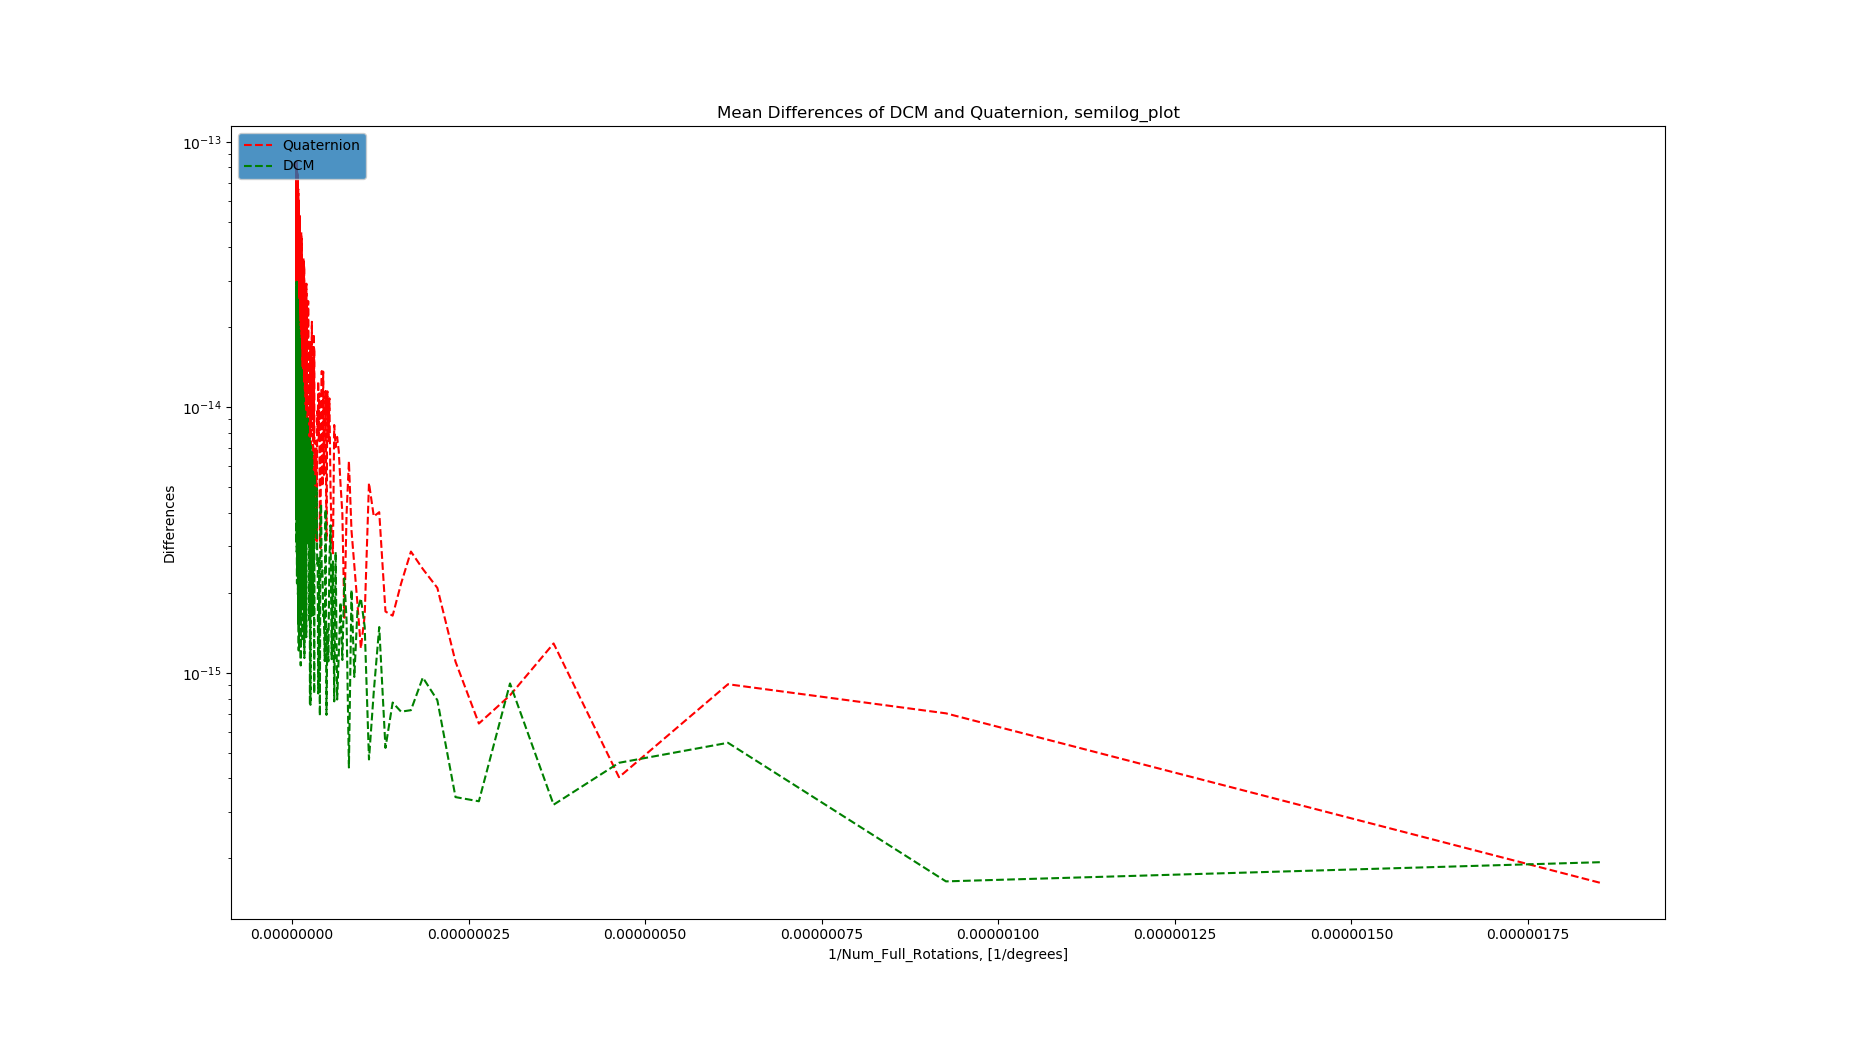 Mean Differences of DCM and Quaternion, semilog_plot
Quaternion
DCM
10⁻¹³
10⁻¹⁴
10⁻¹⁵
Differences
0.00000000 0.00000025 0.00000050 0.00000075 0.00000100 0.00000125 0.00000150 0.00000175
1/Num_Full_Rotations, [1/degrees]